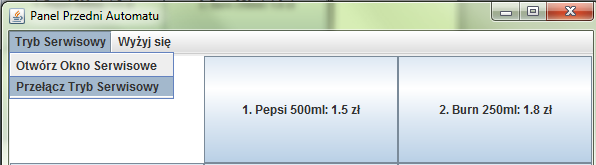 Panel Przedni Automatu
Tryb Serwisowy Wyżyj się
Otwórz Okno Serwisowe
Przełącz Tryb Serwisowy
1. Pepsi 500ml: 1.5 zł
2. Burn 250ml: 1.8 zł